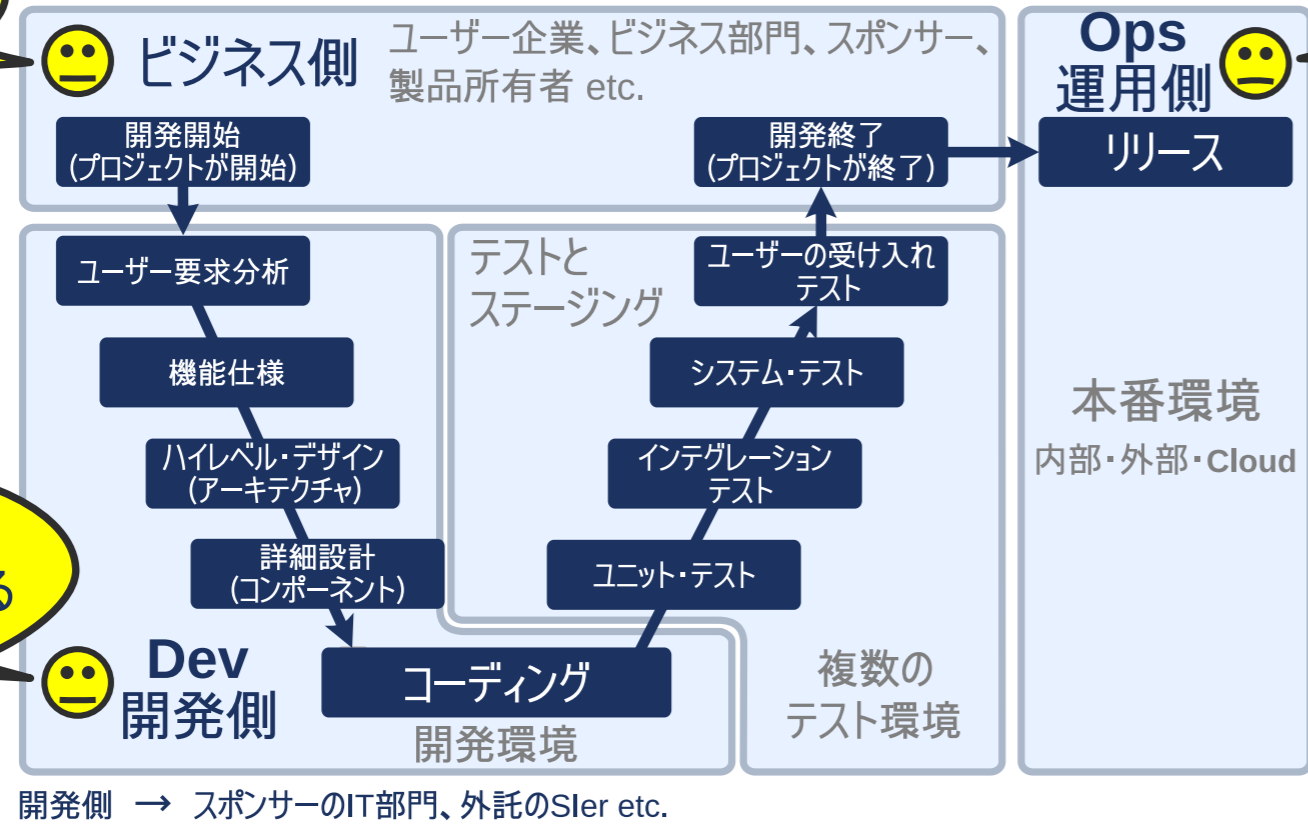 ビジネス側
ユーザー企業、ビジネス部門、スポンサー、
製品所有者 etc.
Ops
運用側
開発開始
(プロジェクトが開始)
開発終了
(プロジェクトが終了)
リリース
ユーザー要求分析
テストと
ステージング
ユーザーの受け入れ
テスト
機能仕様
システム・テスト
本番環境
内部・外部・Cloud
ハイレベル・デザイン
(アーキテクチャ)
インテグレーション
テスト
詳細設計
(コンポーネント)
ユニット・テスト
る
Dev
開発側
コーディング
開発環境
複数の
テスト環境
開発側 → スポンサーのIT部門、外託のSIer etc.